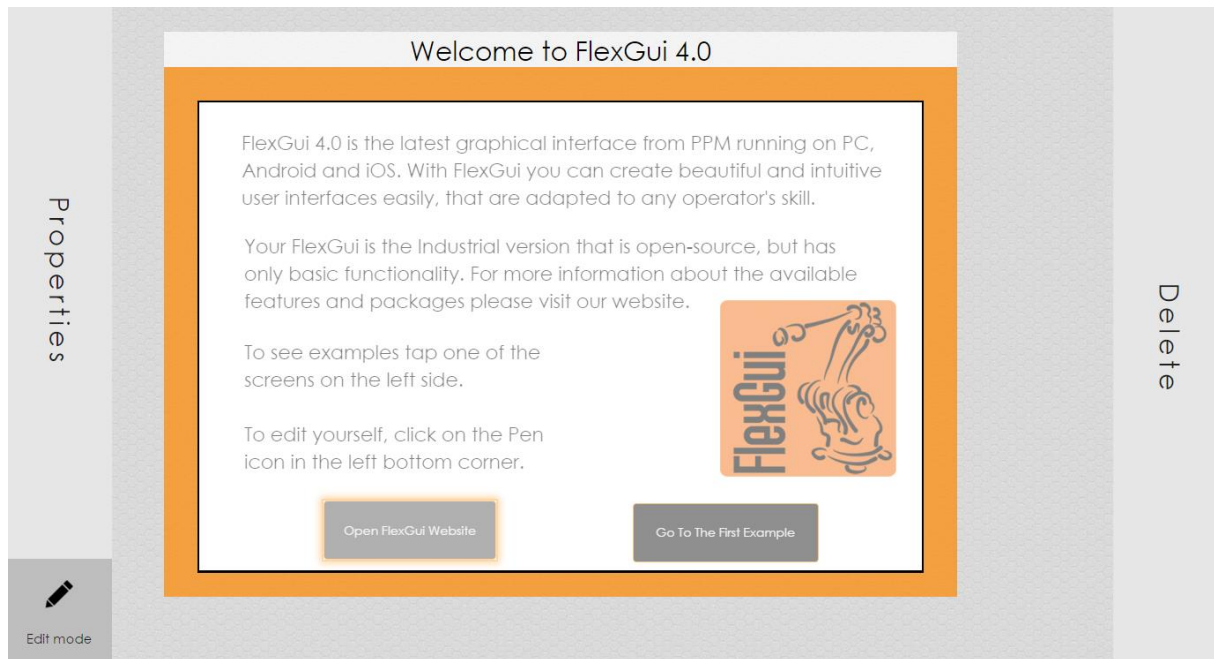 Welcome to FlexGui 4.0
FlexGui 4.0 is the latest graphical interface from PPM running on PC,
Android and iOS. With FlexGui you can create beautiful and intuitive
user interfaces easily, that are adapted to any operator's skill.
Your FlexGui is the Industrial version that is open-source, but has
only basic functionality. For more information about the available
features and packages please visit our website.
To see examples tap one of the
screens on the left side.
To edit yourself, click on the Pen
icon in the left bottom corner.
FlexGui
Open FlexGui Website
Go To The First Example
Properties
Edit mode
Delete